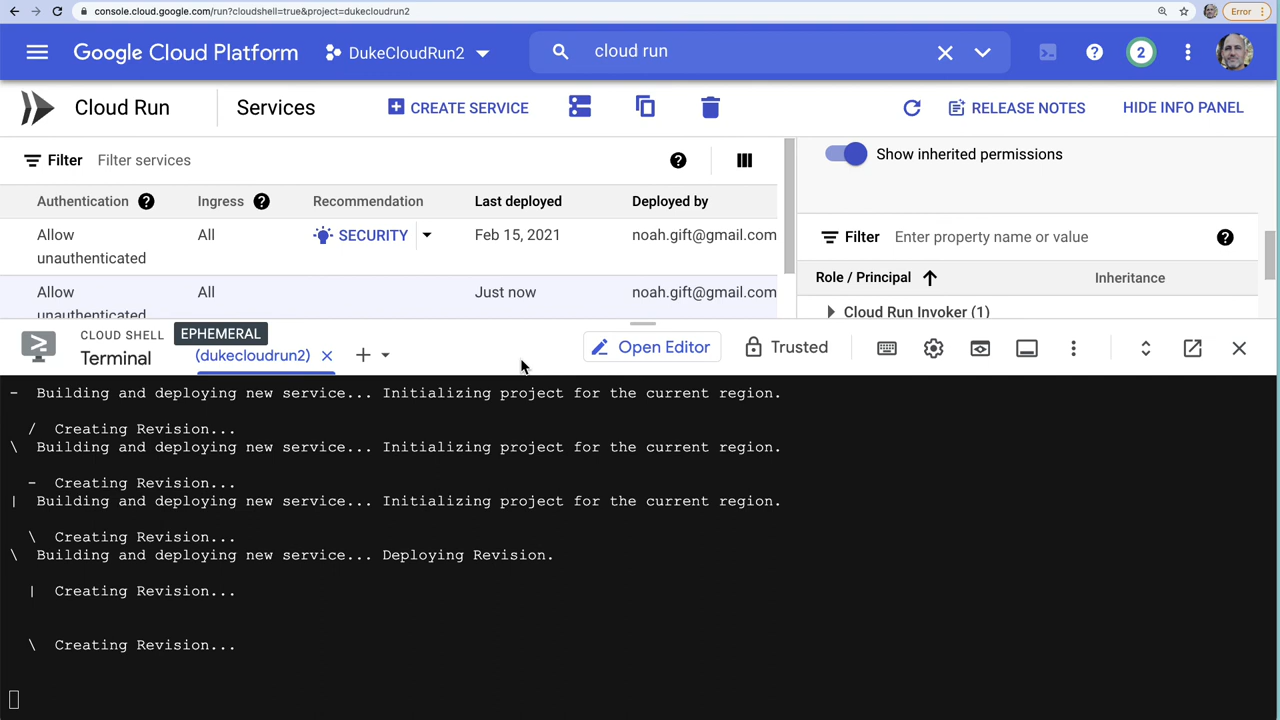 console.cloud.google.com/run?cloudshell=true&project=dukecloudrun2
Error
Google Cloud Platform
DukeCloudRun2
cloud run
2
Cloud Run
Services
CREATE SERVICE
RELEASE NOTES
HIDE INFO PANEL
Filter
Filter services
Show inherited permissions
Authentication
Ingress
Recommendation
Last deployed
Deployed by
Allow
unauthenticated
All
SECURITY
Feb 15, 2021
noah.gift@gmail.com
Allow
unauthenticated
All
Just now
noah.gift@gmail.com
Filter
Enter property name or value
Role / Principal
Inheritance
Cloud Run Invoker (1)
CLOUD SHELL
Terminal
EPHEMERAL
(dukecloudrun2)
Open Editor
Trusted
- Building and deploying new service... Initializing project for the current region.
/ Creating Revision...
\ Building and deploying new service... Initializing project for the current region.
- Creating Revision...
| Building and deploying new service... Initializing project for the current region.
\ Creating Revision...
\ Building and deploying new service... Deploying Revision.
| Creating Revision...
\ Creating Revision...